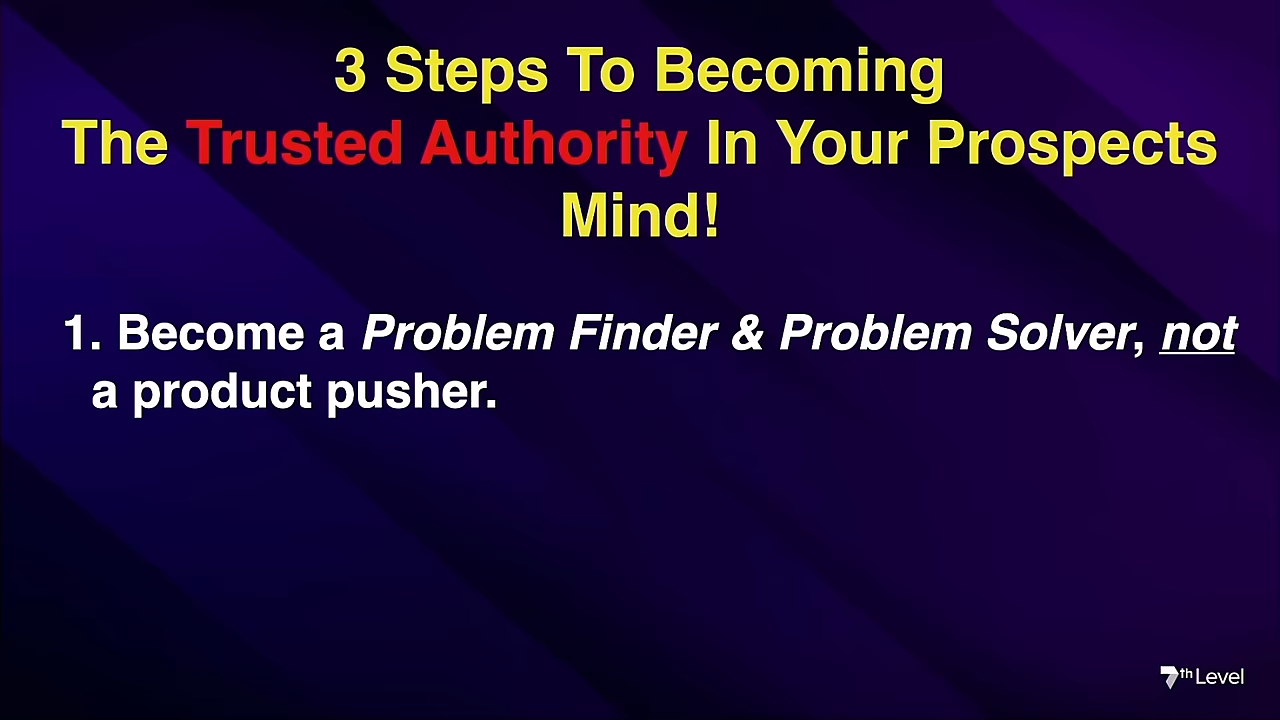 3 Steps To Becoming
The Trusted Authority In Your Prospects
Mind!
1. Become a Problem Finder & Problem Solver, not
a product pusher.
7th Level